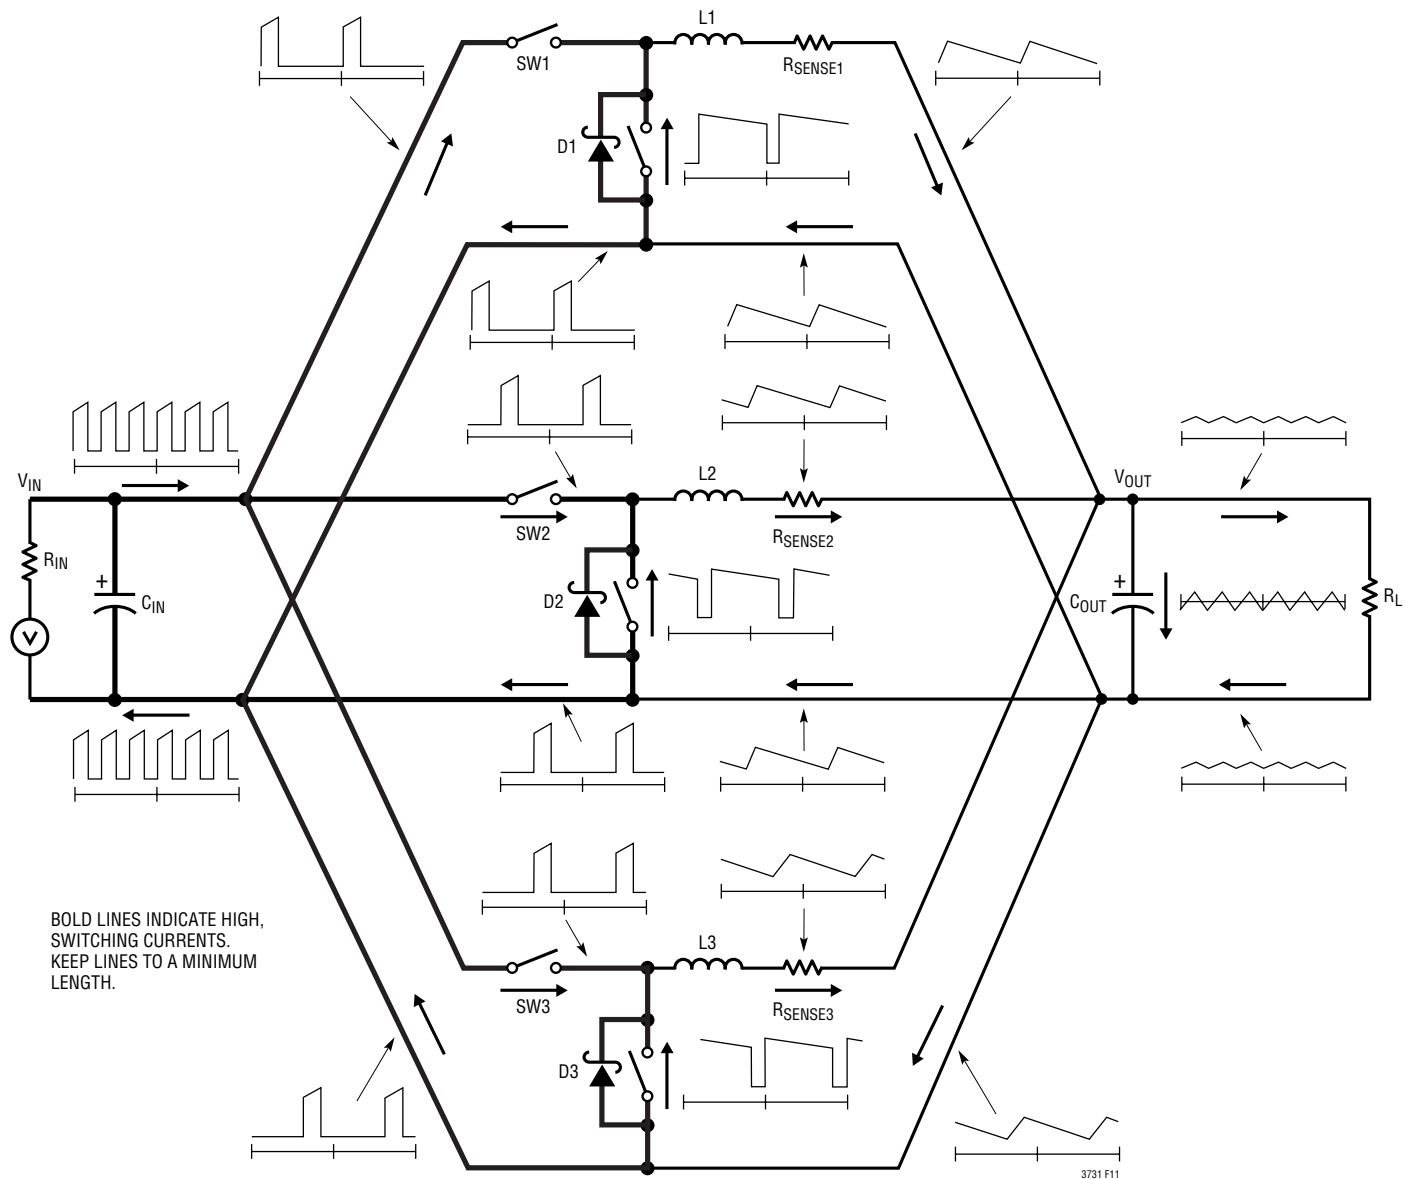 L1
SW1
RSENSE1
D1
VIN
L2
VOUT
SW2
RSENSE2
RIN
+
CIN
D2
+
COUT
RL
V
L3
BOLD LINES INDICATE HIGH,
SWITCHING CURRENTS.
KEEP LINES TO A MINIMUM
LENGTH.
SW3
RSENSE3
D3
3731 F11